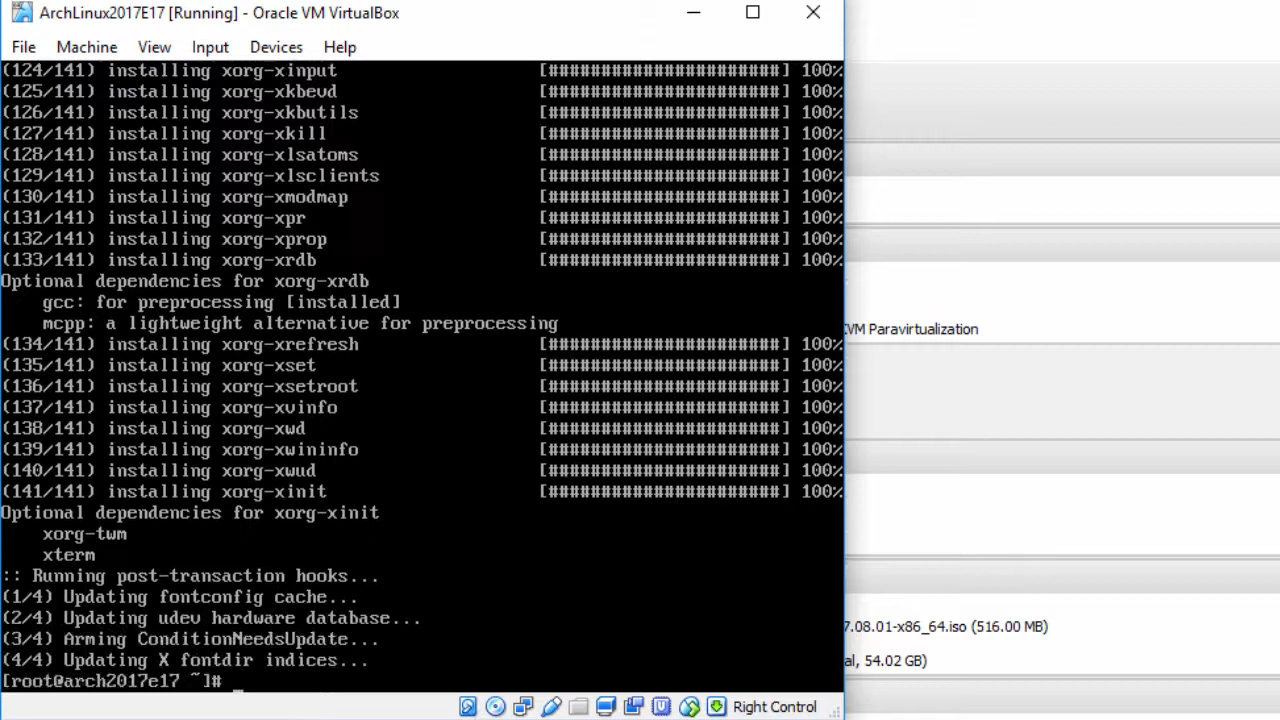 ArchLinux2017E17 [Running] - Oracle VM VirtualBox
File Machine View Input Devices Help
(124/141) installing xorg-xinput [######################] 100%
(125/141) installing xorg-xkbevd [######################] 100%
(126/141) installing xorg-xkbutils [######################] 100%
(127/141) installing xorg-xkill [######################] 100%
(128/141) installing xorg-xlsatoms [######################] 100%
(129/141) installing xorg-xlsclients [######################] 100%
(130/141) installing xorg-xmodmap [######################] 100%
(131/141) installing xorg-xpr [######################] 100%
(132/141) installing xorg-xprop [######################] 100%
(133/141) installing xorg-xrdb [######################] 100%
Optional dependencies for xorg-xrdb
gcc: for preprocessing [installed]
mcpp: a lightweight alternative for preprocessing
(134/141) installing xorg-xrefresh [######################] 100%
(135/141) installing xorg-xset [######################] 100%
(136/141) installing xorg-xsetroot [######################] 100%
(137/141) installing xorg-xvinfo [######################] 100%
(138/141) installing xorg-xwd [######################] 100%
(139/141) installing xorg-xwininfo [######################] 100%
(140/141) installing xorg-xwud [######################] 100%
(141/141) installing xorg-xinit [######################] 100%
Optional dependencies for xorg-xinit
xorg-twm
xterm
:: Running post-transaction hooks...
(1/4) Updating fontconfig cache...
(2/4) Updating udev hardware database...
(3/4) Arming ConditionNeedsUpdate...
(4/4) Updating X fontdir indices...
[root@arch2017e17 ~]#
Right Control
VM Paravirtualization
7.08.01-x86_64.iso (516.00 MB)
al, 54.02 GB)